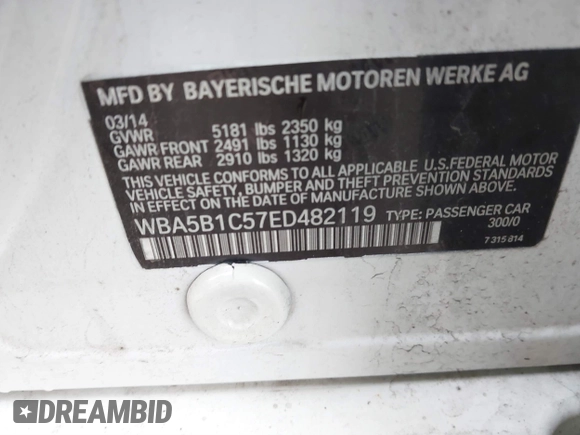 MFD BY BAYERISCHE MOTOREN WERKE AG
03/14
GVWR 5181 lbs 2350 kg
GAWR FRONT 2491 lbs 1130 kg
GAWR REAR 2910 lbs 1320 kg
THIS VEHICLE CONFORMS TO ALL APPLICABLE U.S.FEDERAL MOTOR
VEHICLE SAFETY, BUMPER, AND THEFT PREVENTION STANDARDS
IN EFFECT ON THE DATE OF MANUFACTURE SHOWN ABOVE.
WBA5B1C57ED482119 TYPE: PASSENGER CAR
300/0
7 315 814
DREAMBID